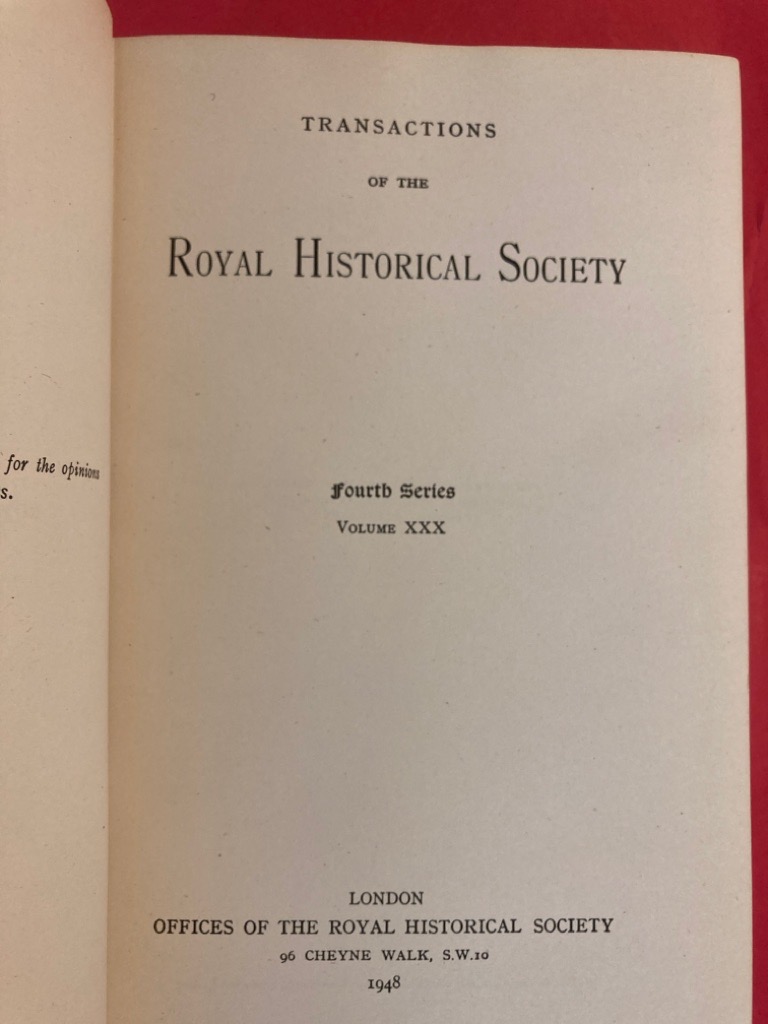 for the opinions
s.
TRANSACTIONS
OF THE
ROYAL HISTORICAL SOCIETY
Fourth Series
VOLUME XXX
LONDON
OFFICES OF THE ROYAL HISTORICAL SOCIETY
96 CHEYNE WALK, S.W.10
1948